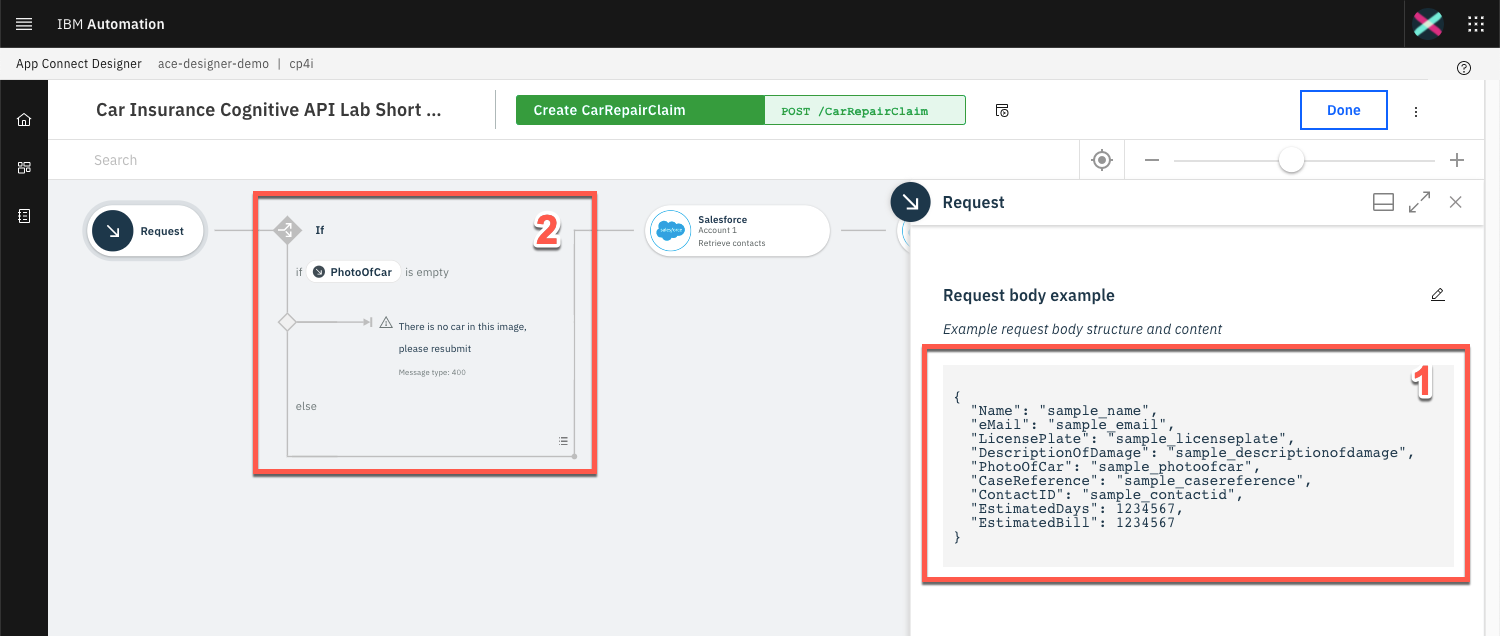 IBM Automation
App Connect Designer ace-designer-demo | cp4i
Car Insurance Cognitive API Lab Short ...
Create CarRepairClaim
POST /CarRepairClaim
Done
Search
Request
If
2
if PhotoOfCar is empty
There is no car in this image,
please resubmit
Message type: 400
else
salesforce
Salesforce
Account 1
Retrieve contacts
Request
Request body example
Example request body structure and content
1
{
"Name": "sample_name",
"eMail": "sample_email",
"LicensePlate": "sample_licenseplate",
"DescriptionOfDamage": "sample_descriptionofdamage",
"PhotoOfCar": "sample_photoofcar",
"CaseReference": "sample_casereference",
"ContactID": "sample_contactid",
"EstimatedDays": 1234567,
"EstimatedBill": 1234567
}